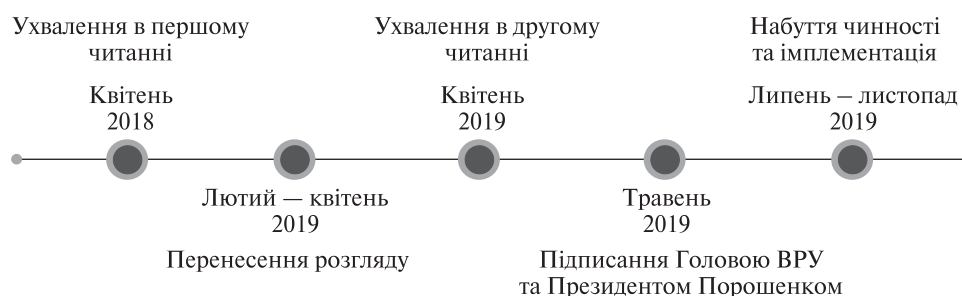 Ухвалення в першому
читанні
Квітень
2018
Лютий — квітень
2019
Перенесення розгляду
Ухвалення в другому
читанні
Квітень
2019
Травень
2019
Підписання Головою ВРУ
та Президентом Порошенком
Набуття чинності
та імплементація
Липень – листопад
2019